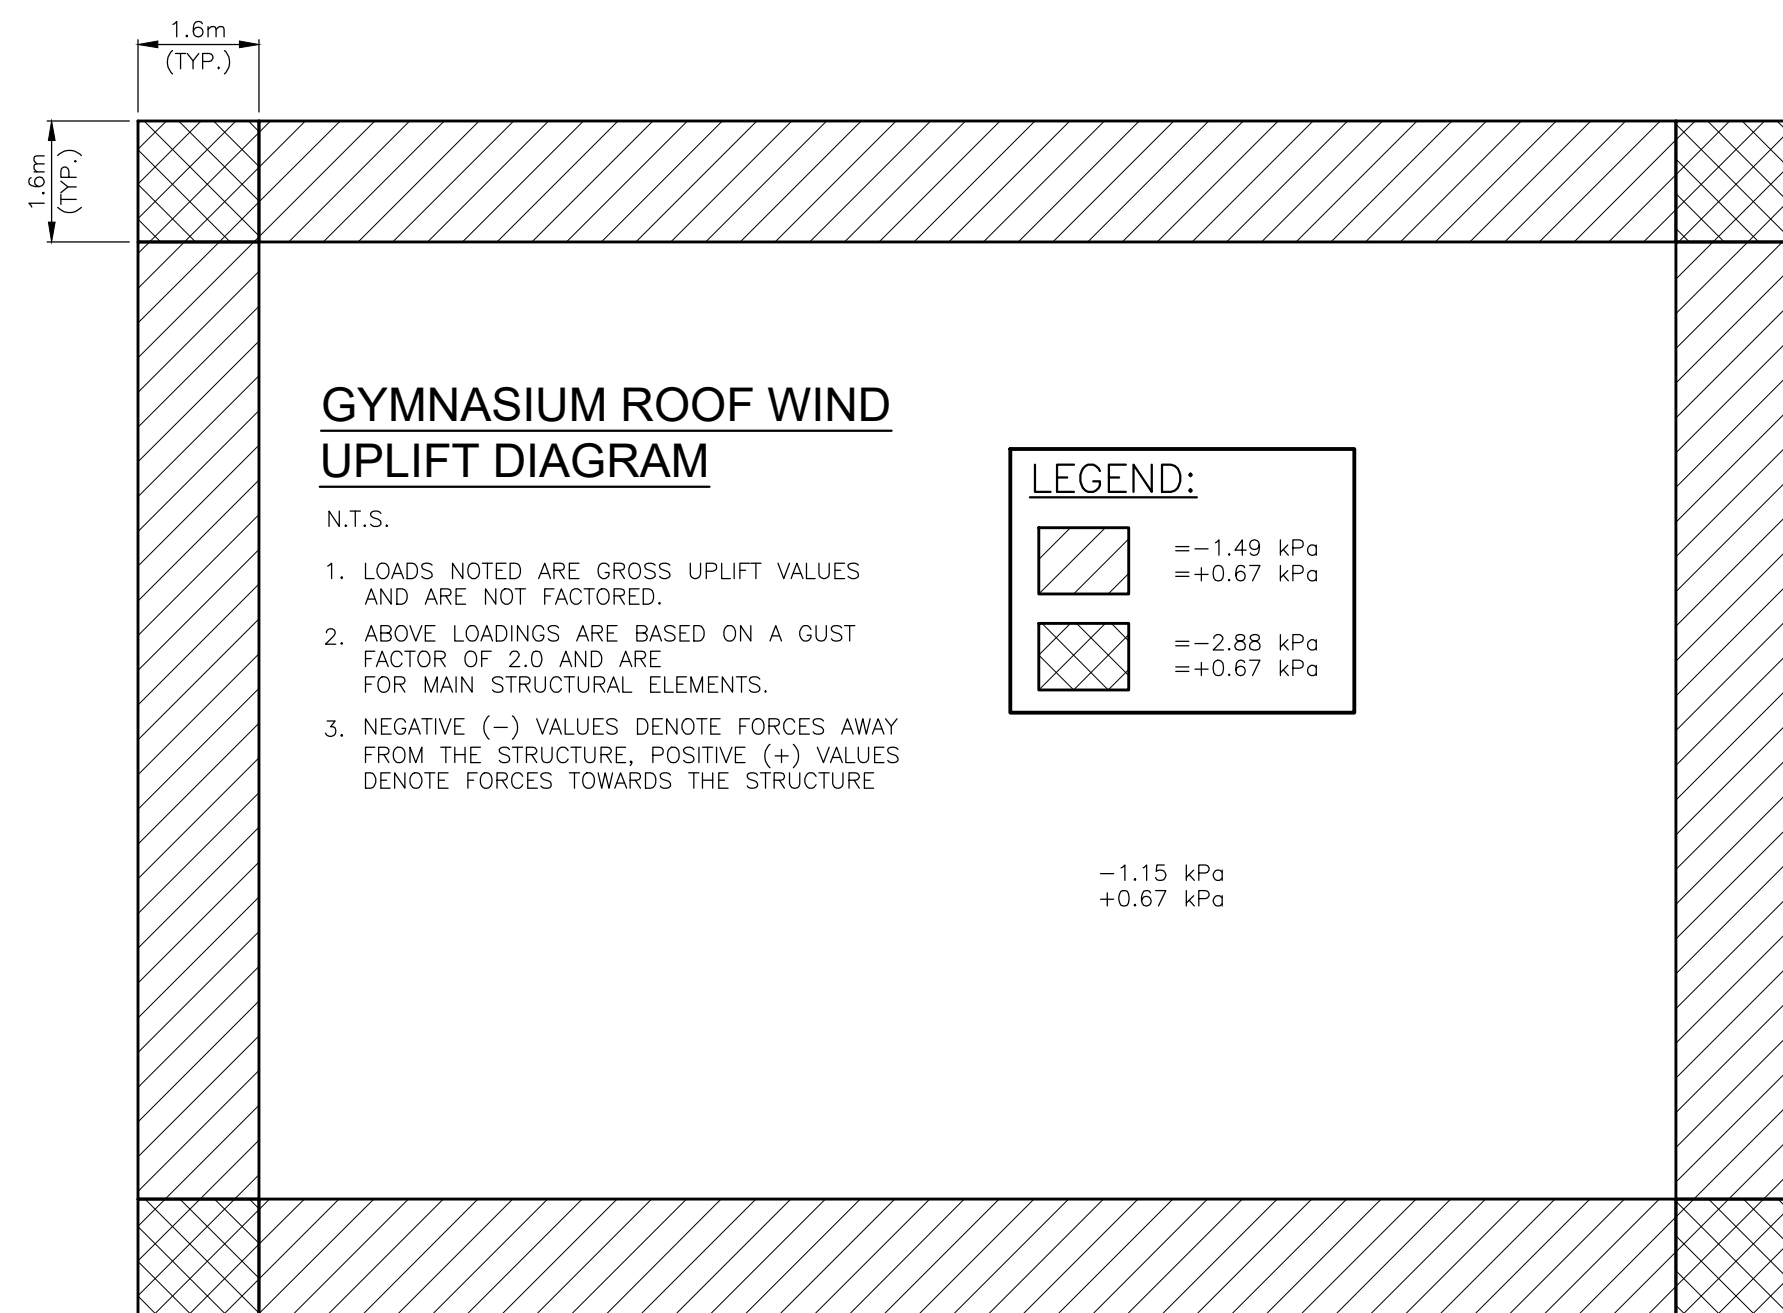 1.6m
(TYP.)
1.6m
(TYP.)
GYMNASIUM ROOF WIND
UPLIFT DIAGRAM
N.T.S.
1. LOADS NOTED ARE GROSS UPLIFT VALUES
AND ARE NOT FACTORED.
2. ABOVE LOADINGS ARE BASED ON A GUST
FACTOR OF 2.0 AND ARE
FOR MAIN STRUCTURAL ELEMENTS.
3. NEGATIVE (−) VALUES DENOTE FORCES AWAY
FROM THE STRUCTURE, POSITIVE (+) VALUES
DENOTE FORCES TOWARDS THE STRUCTURE
LEGEND:
=−1.49 kPa
=+0.67 kPa
=−2.88 kPa
=+0.67 kPa
−1.15 kPa
+0.67 kPa